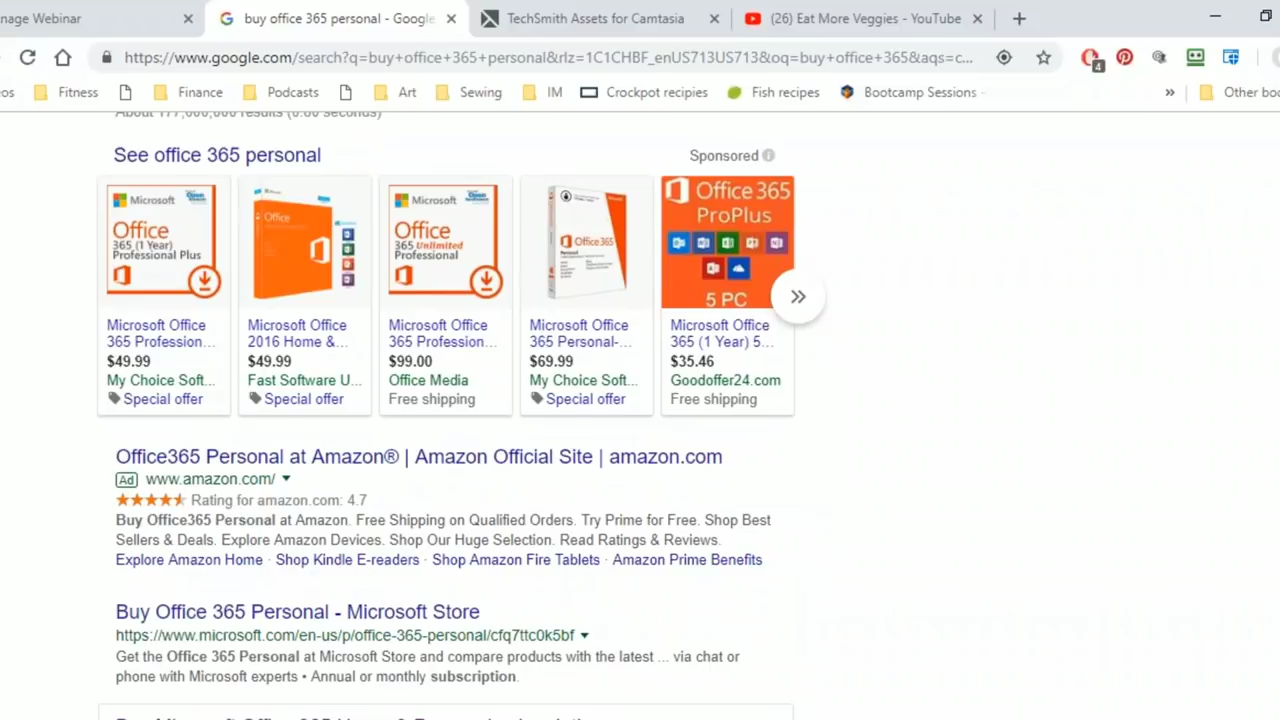 nage Webinar
buy office 365 personal - Google
TechSmith Assets for Camtasia
(26) Eat More Veggies - YouTube
https://www.google.com/search?q=buy+office+365+personal&rlz=1C1CHBF_enUS713US713&oq=buy+office+365&aqs=c...
4
os
Fitness
Finance
Podcasts
Art
Sewing
IM
Crockpot recipies
Fish recipes
Bootcamp Sessions
»
Other boo
About 177,000,000 results (0.60 seconds)
See office 365 personal
Sponsored
Microsoft
Office
365 (1 Year)
Professional Plus
Office
Microsoft
Office
365 Unlimited
Professional
Office 365
Office 365
ProPlus
5 PC
Microsoft Office
365 Profession...
$49.99
My Choice Soft...
Special offer
Microsoft Office
2016 Home &...
$49.99
Fast Software U...
Special offer
Microsoft Office
365 Profession...
$99.00
Office Media
Free shipping
Microsoft Office
365 Personal-...
$69.99
My Choice Soft...
Special offer
Microsoft Office
365 (1 Year) 5...
$35.46
Goodoffer24.com
Free shipping
Office365 Personal at Amazon® | Amazon Official Site | amazon.com
Ad www.amazon.com/
Rating for amazon.com: 4.7
Buy Office365 Personal at Amazon. Free Shipping on Qualified Orders. Try Prime for Free. Shop Best
Sellers & Deals. Explore Amazon Devices. Shop Our Huge Selection. Read Ratings & Reviews.
Explore Amazon Home · Shop Kindle E-readers · Shop Amazon Fire Tablets · Amazon Prime Benefits
Buy Office 365 Personal - Microsoft Store
https://www.microsoft.com/en-us/p/office-365-personal/cfq7ttc0k5bf
Get the Office 365 Personal at Microsoft Store and compare products with the latest ... via chat or
phone with Microsoft experts • Annual or monthly subscription.